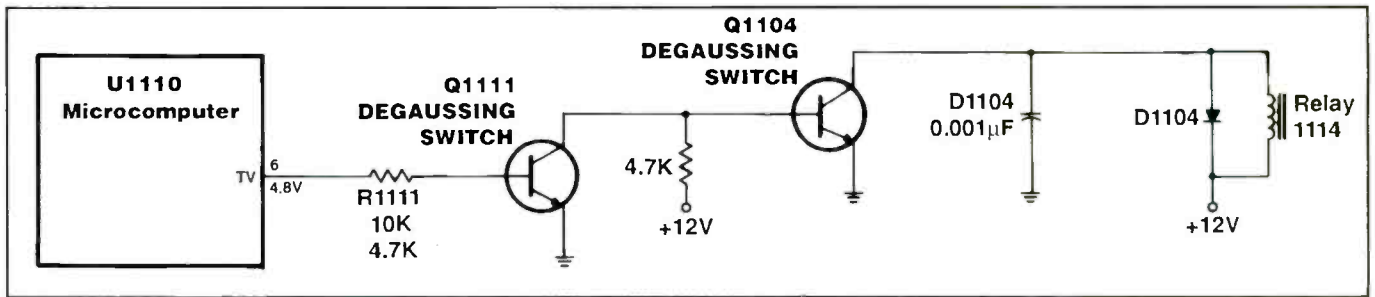 U1110
Microcomputer
TV
6
4.8V
R1111
10K
4.7K
Q1111
DEGAUSSING
SWITCH
4.7K
+12V
Q1104
DEGAUSSING
SWITCH
D1104
0.001µF
D1104
+12V
Relay
1114